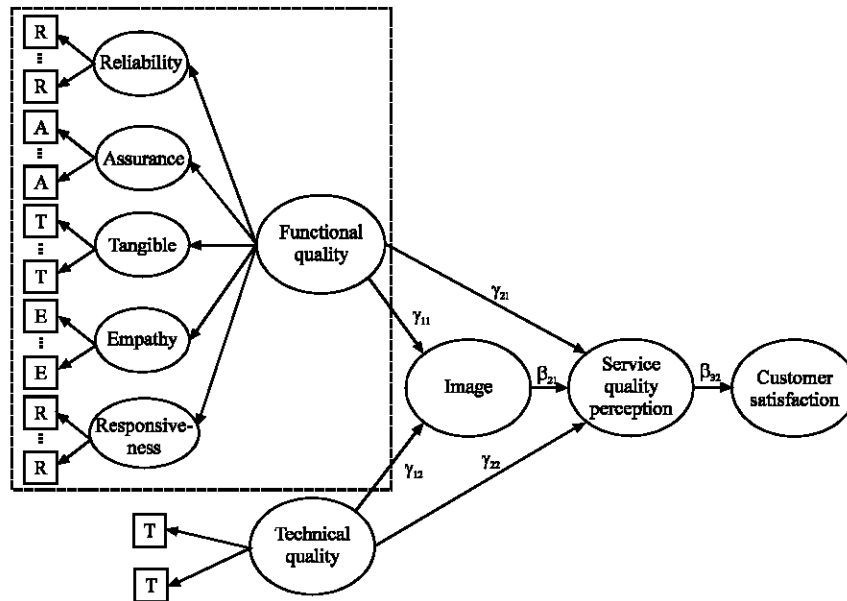 R
⋮
R
Reliability
A
⋮
A
Assurance
T
⋮
T
Tangible
E
⋮
E
Empathy
R
⋮
R
Responsive-
ness
Functional
quality
γ21
γ11
Image
β21
Service
quality
perception
β32
Customer
satisfaction
γ12
γ22
Technical
quality
T
T